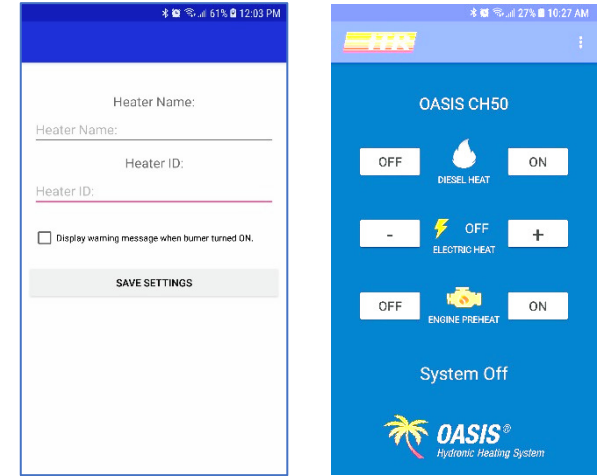 61% 12:03 PM
Heater Name:
Heater Name:
Heater ID:
Heater ID:
Display warning message when burner turned ON.
SAVE SETTINGS
27% 10:27 AM
ITR
OASIS CH50
OFF
ON
DIESEL HEAT
- OFF +
ELECTRIC HEAT
OFF
ON
ENGINE PREHEAT
System Off
OASIS®
Hydronic Heating System